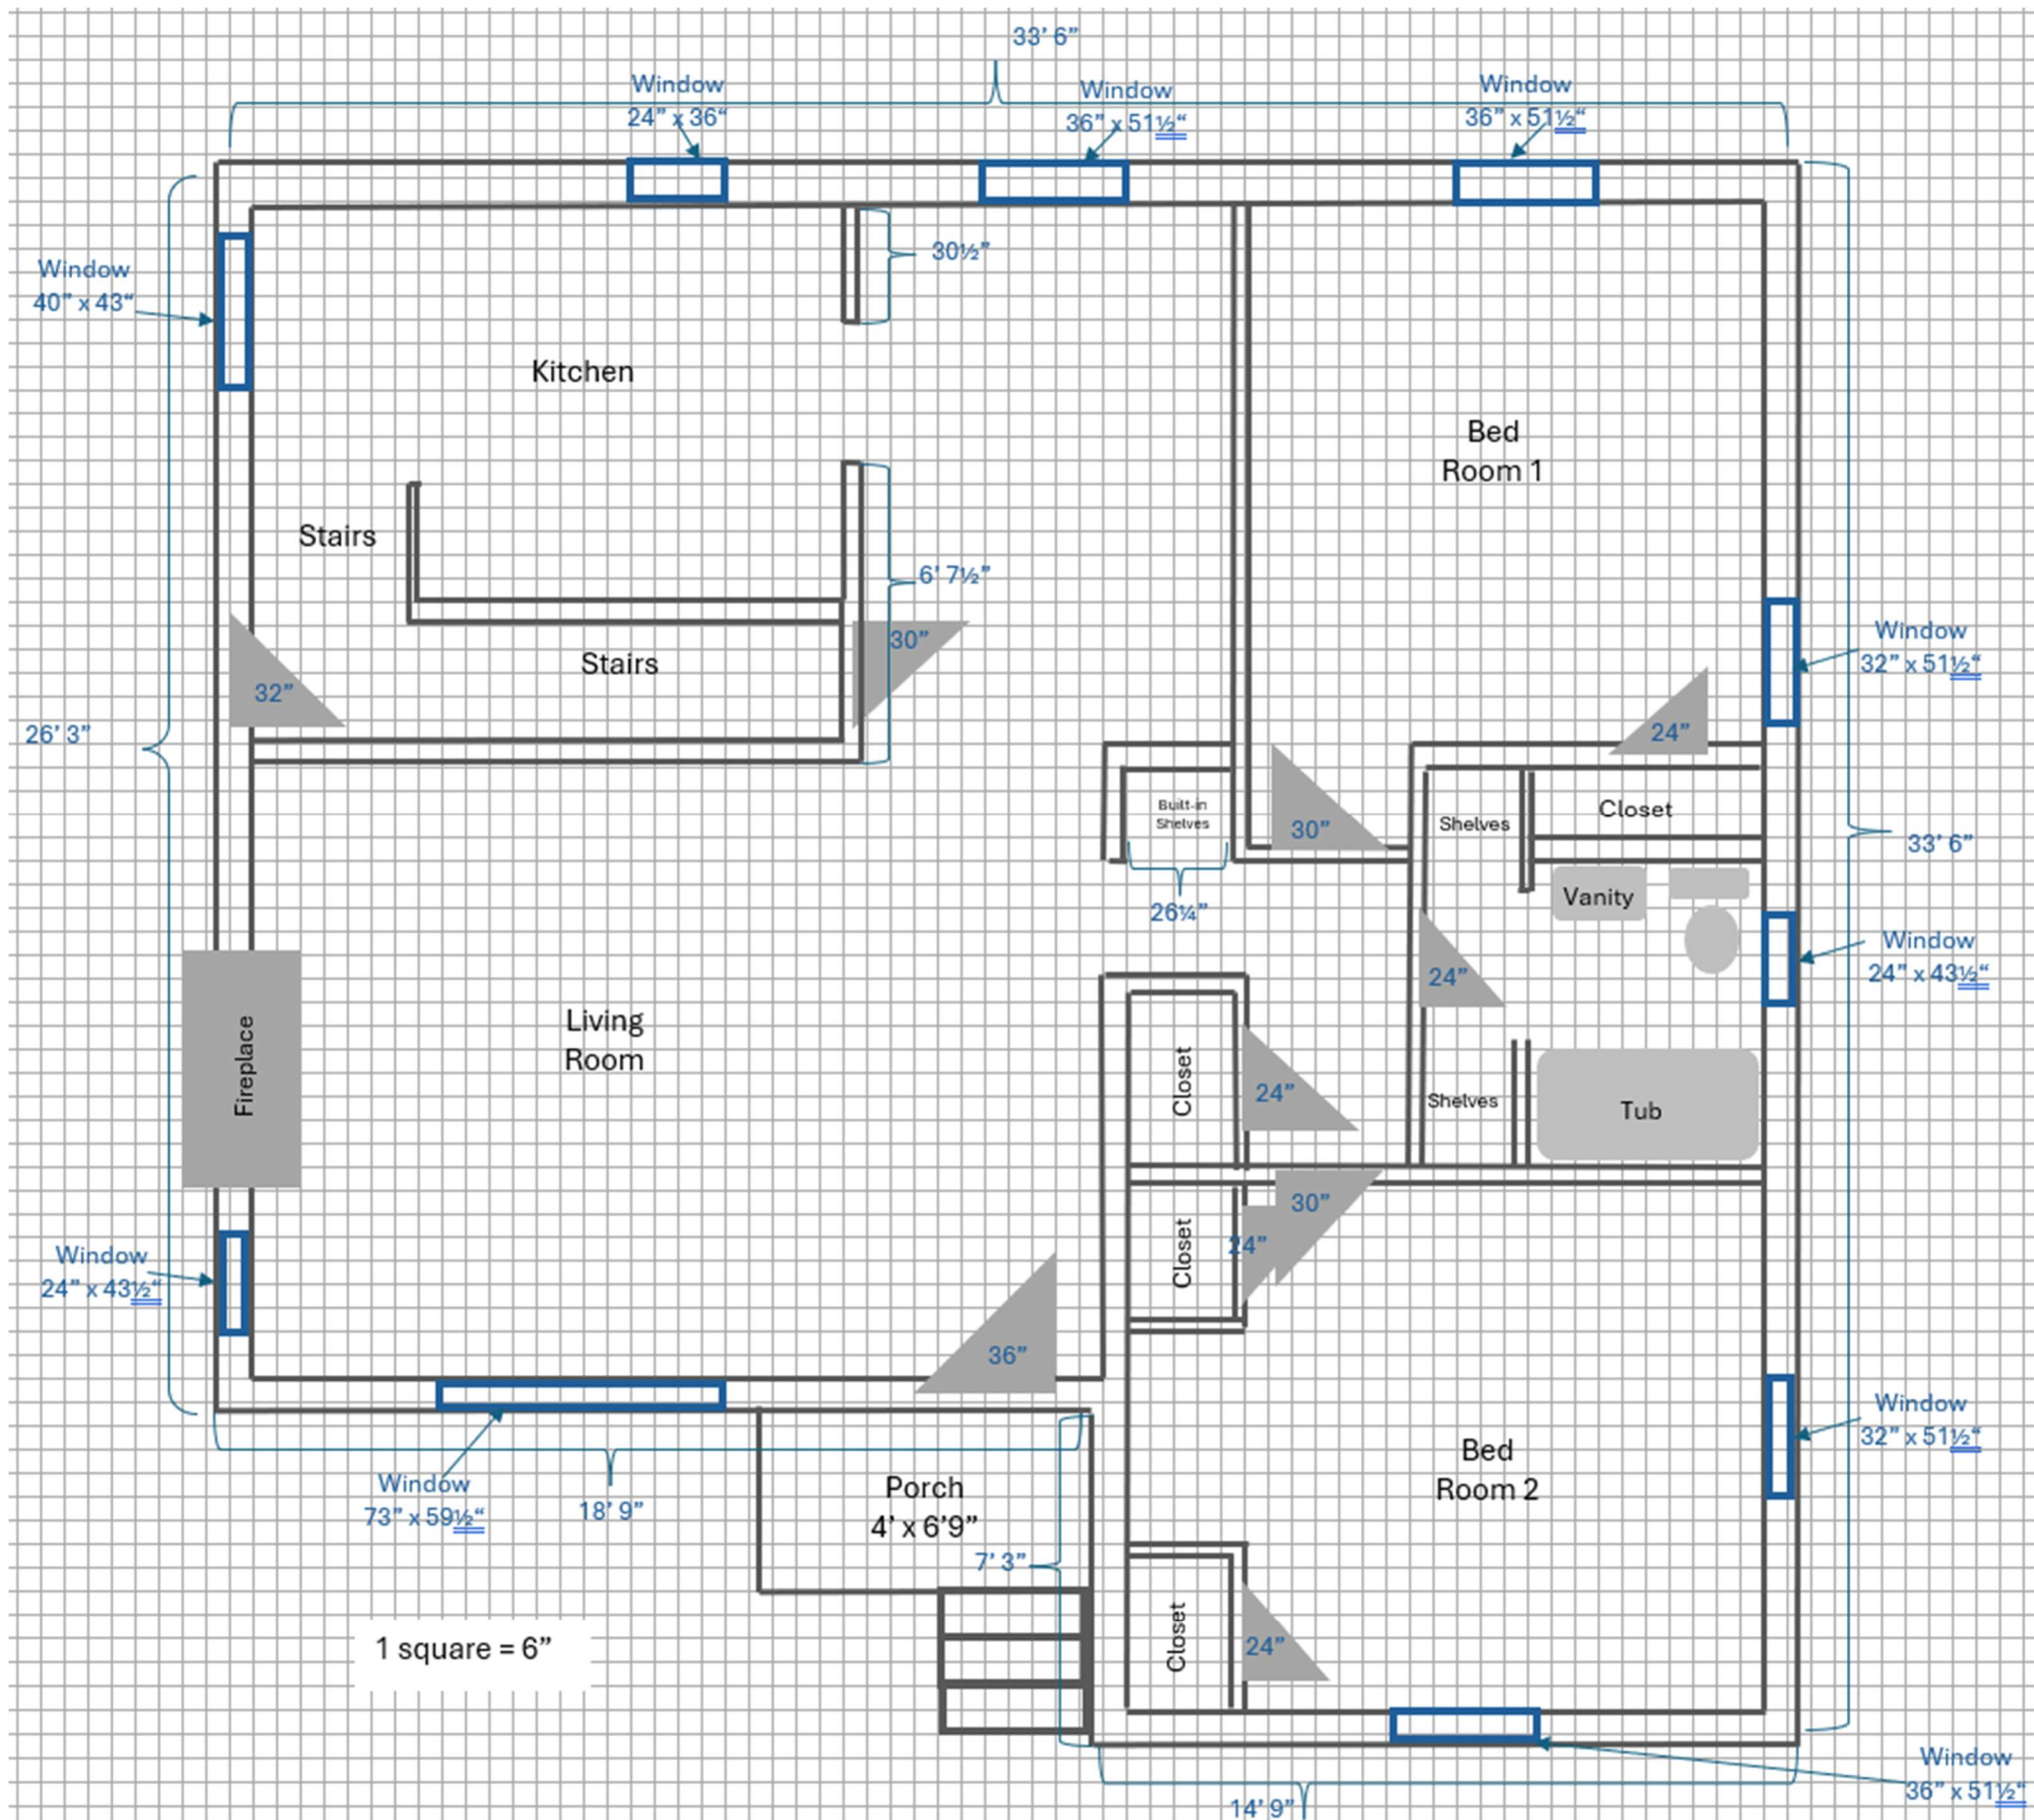 33' 6"
Window
24” x 36“
Window
36” x 51½“
Window
36” x 51½“
30½”
Window
40” x 43“
Kitchen
Bed
Room 1
Stairs
6' 7½”
30”
Stairs
32”
Window
32” x 51½“
24”
26' 3”
Built-in
Shelves
30”
Shelves
Closet
33' 6”
26¼”
Vanity
Window
24” x 43½“
24”
Living
Room
Fireplace
Closet
24”
Shelves
Tub
30”
24”
Closet
Window
24” x 43½“
36”
Window
32” x 51½“
Bed
Room 2
Window
73” x 59½“
18' 9”
Porch
4' x 6'9”
7' 3”
1 square = 6”
Closet
24”
Window
36” x 51½“
14' 9”